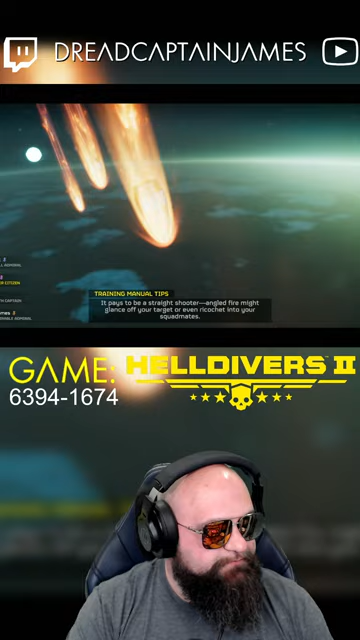 DREADCAPTAINJAMES
TRAINING MANUAL TIPS
It pays to be a straight shooter—angled fire might
glance off your target or even ricochet into your
squadmates.
GAME:
HELLDIVERS II
6394-1674